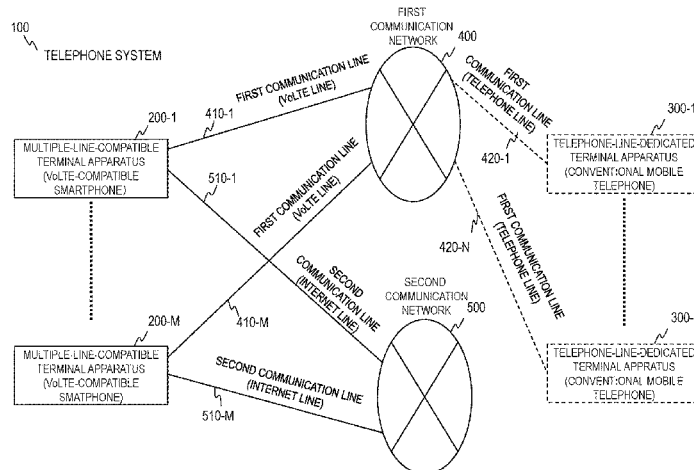 100
TELEPHONE SYSTEM
FIRST
COMMUNICATION
NETWORK
400
FIRST COMMUNICATION LINE
(VoLTE LINE)
FIRST
COMMUNICATION LINE
(TELEPHONE LINE)
200-1
410-1
MULTIPLE-LINE-COMPATIBLE
TERMINAL APPARATUS
(VoLTE-COMPATIBLE
SMARTPHONE)
510-1
FIRST COMMUNICATION LINE
(VoLTE LINE)
420-1
300-1
TELEPHONE-LINE-DEDICATED
TERMINAL APPARATUS
(CONVENTIONAL MOBILE
TELEPHONE)
420-N
FIRST COMMUNICATION LINE
(TELEPHONE LINE)
SECOND
COMMUNICATION LINE
(INTERNET LINE)
SECOND
COMMUNICATION
NETWORK
500
200-M
410-M
MULTIPLE-LINE-COMPATIBLE
TERMINAL APPARATUS
(VoLTE-COMPATIBLE
SMATPHONE)
SECOND COMMUNICATION LINE
(INTERNET LINE)
510-M
300-
TELEPHONE-LINE-DEDICATED
TERMINAL APPARATUS
(CONVENTIONAL MOBILE
TELEPHONE)